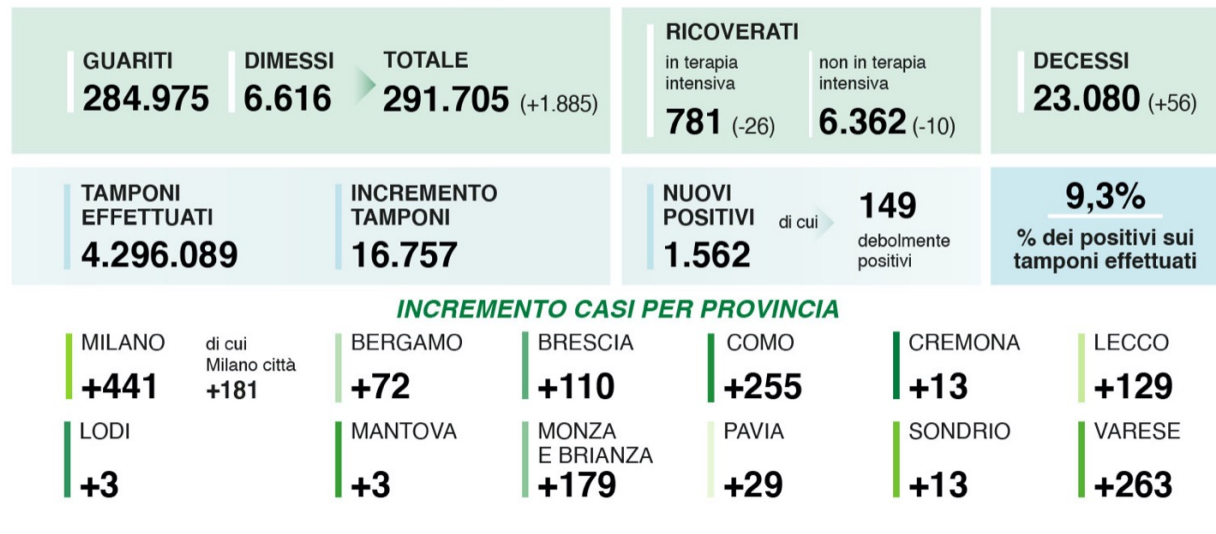 GUARITI
284.975
DIMESSI
6.616
TOTALE
291.705 (+1.885)
RICOVERATI
in terapia
intensiva
781 (-26)
non in terapia
intensiva
6.362 (-10)
DECESSI
23.080 (+56)
TAMPONI
EFFETTUATI
4.296.089
INCREMENTO
TAMPONI
16.757
NUOVI
POSITIVI
1.562
di cui
149
debolmente
positivi
9,3%
% dei positivi sui
tamponi effettuati
INCREMENTO CASI PER PROVINCIA
MILANO
+441
di cui
Milano città
+181
BERGAMO
+72
BRESCIA
+110
COMO
+255
CREMONA
+13
LECCO
+129
LODI
+3
MANTOVA
+3
MONZA
E BRIANZA
+179
PAVIA
+29
SONDRIO
+13
VARESE
+263